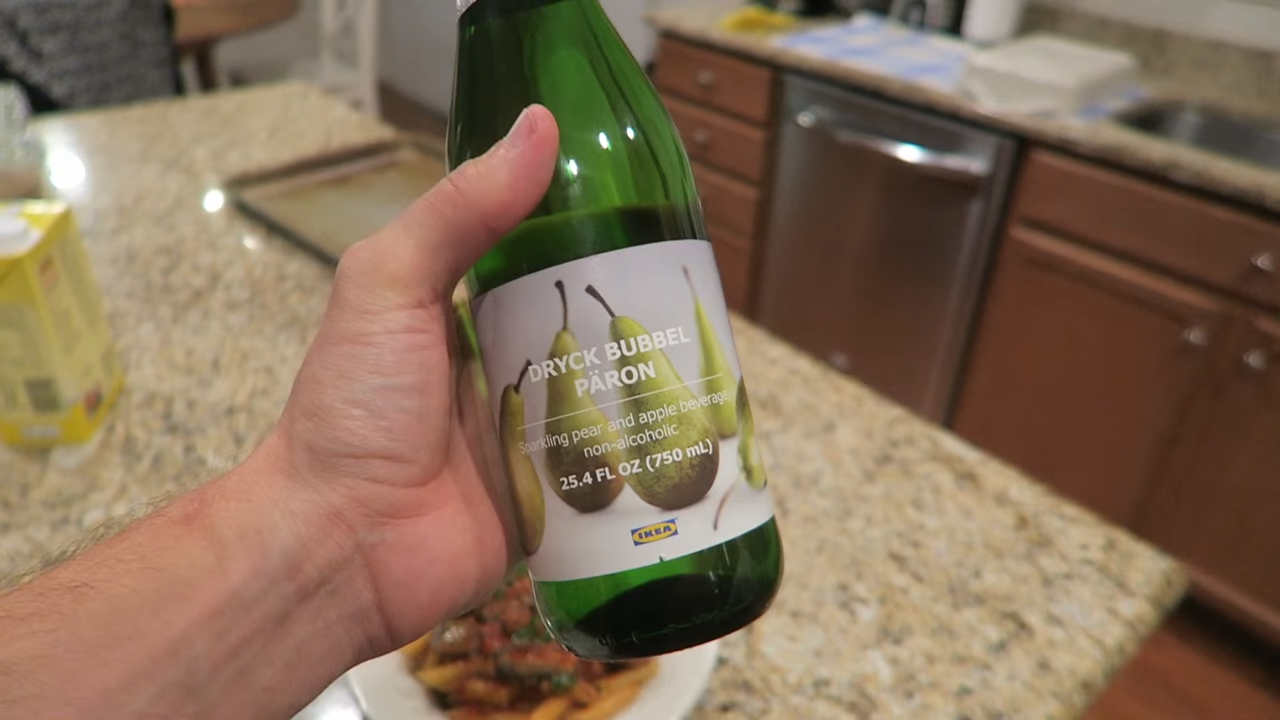 DRYCK BUBBEL
PÄRON
Sparkling pear and apple beverage,
non-alcoholic
25.4 FL OZ (750 mL)
IKEA